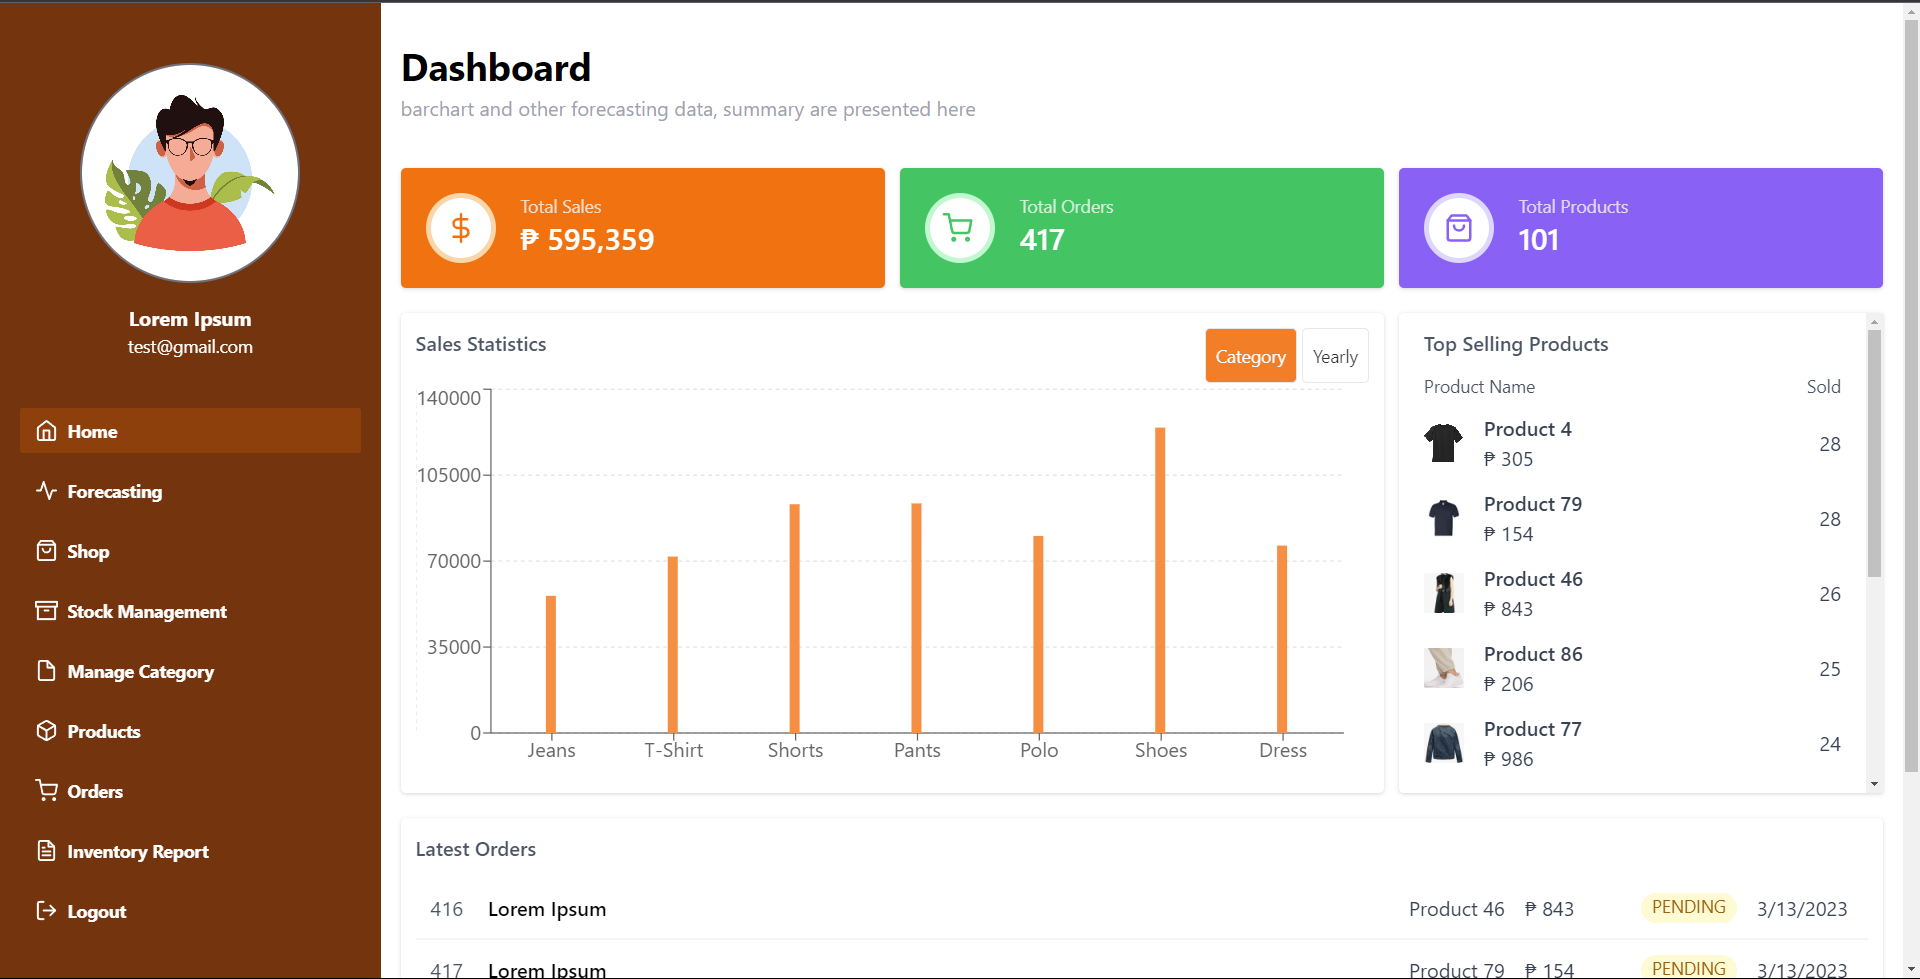 Lorem Ipsum
test@gmail.com
Home
Forecasting
Shop
Stock Management
Manage Category
Products
Orders
Inventory Report
Logout
Dashboard
barchart and other forecasting data, summary are presented here
Total Sales
₱ 595,359
Total Orders
417
Total Products
101
Sales Statistics
Category
Yearly
140000
105000
70000
35000
0
Jeans T-Shirt Shorts Pants Polo Shoes Dress
Top Selling Products
Product Name Sold
Product 4
₱ 305
28
Product 79
₱ 154
28
Product 46
₱ 843
26
Product 86
₱ 206
25
Product 77
₱ 986
24
Latest Orders
416 Lorem Ipsum Product 46 ₱ 843 PENDING 3/13/2023
417 Lorem Ipsum Product 79 ₱ 154 PENDING 3/13/2023